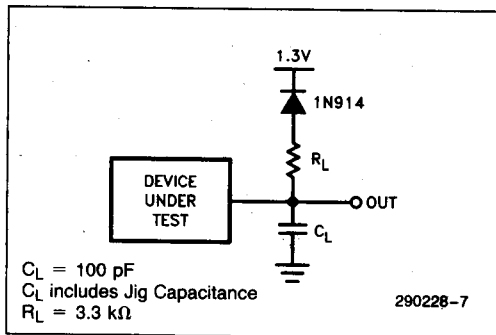 1.3V
1N914
R_L
DEVICE
UNDER
TEST
OUT
C_L
C_L = 100 pF
C_L includes Jig Capacitance
R_L = 3.3 kΩ
290228-7